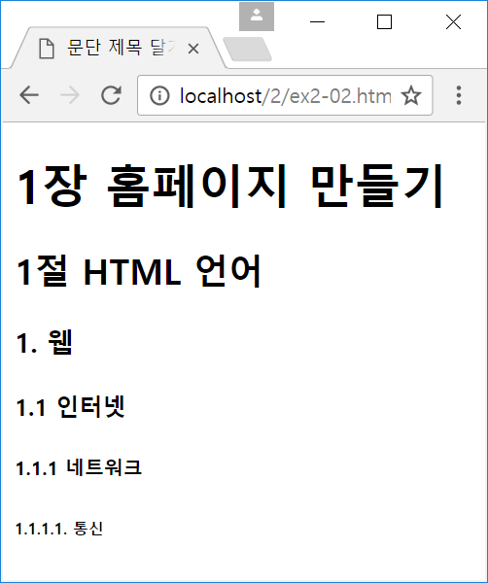 문단 제목 달
localhost/2/ex2-02.htm
1장 홈페이지 만들기
1절 HTML 언어
1. 웹
1.1 인터넷
1.1.1 네트워크
1.1.1.1. 통신